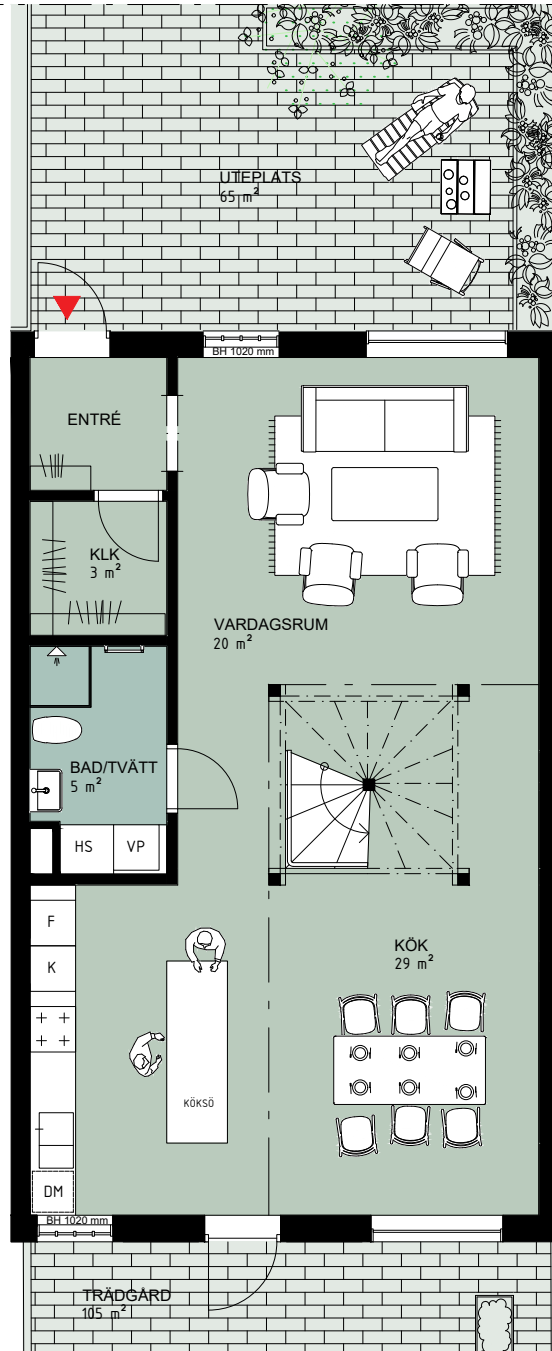 UTEPLATS
65 m²
BH 1020 mm
ENTRÉ
KLK
3 m²
VARDAGSRUM
20 m²
BAD/TVÄTT
5 m²
HS
VP
F
K
KÖK
29 m²
KÖKSÖ
DM
BH 1020 mm
TRÄDGÅRD
105 m²